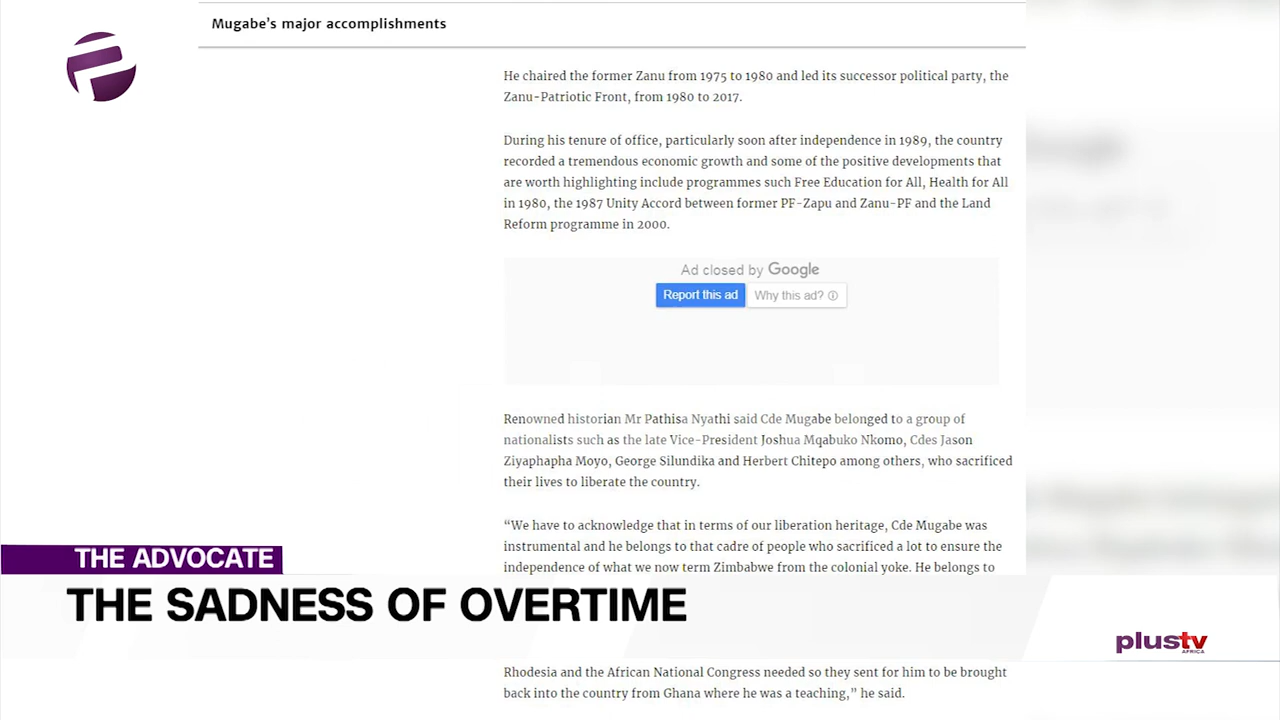 Mugabe's major accomplishments
He chaired the former Zanu from 1975 to 1980 and led its successor political party, the
Zanu-Patriotic Front, from 1980 to 2017.
During his tenure of office, particularly soon after independence in 1989, the country
recorded a tremendous economic growth and some of the positive developments that
are worth highlighting include programmes such Free Education for All, Health for All
in 1980, the 1987 Unity Accord between former PF-Zapu and Zanu-PF and the Land
Reform programme in 2000.
Ad closed by Google
Report this ad
Why this ad?
Renowned historian Mr Pathisa Nyathi said Cde Mugabe belonged to a group of
nationalists such as the late Vice-President Joshua Mqabuko Nkomo, Cdes Jason
Ziyaphapha Moyo, George Silundika and Herbert Chitepo among others, who sacrificed
their lives to liberate the country.
“We have to acknowledge that in terms of our liberation heritage, Cde Mugabe was
instrumental and he belongs to that cadre of people who sacrificed a lot to ensure the
independence of what we now term Zimbabwe from the colonial yoke. He belongs to
THE ADVOCATE
THE SADNESS OF OVERTIME
plustv
AFRICA
Rhodesia and the African National Congress needed so they sent for him to be brought
back into the country from Ghana where he was a teaching,” he said.